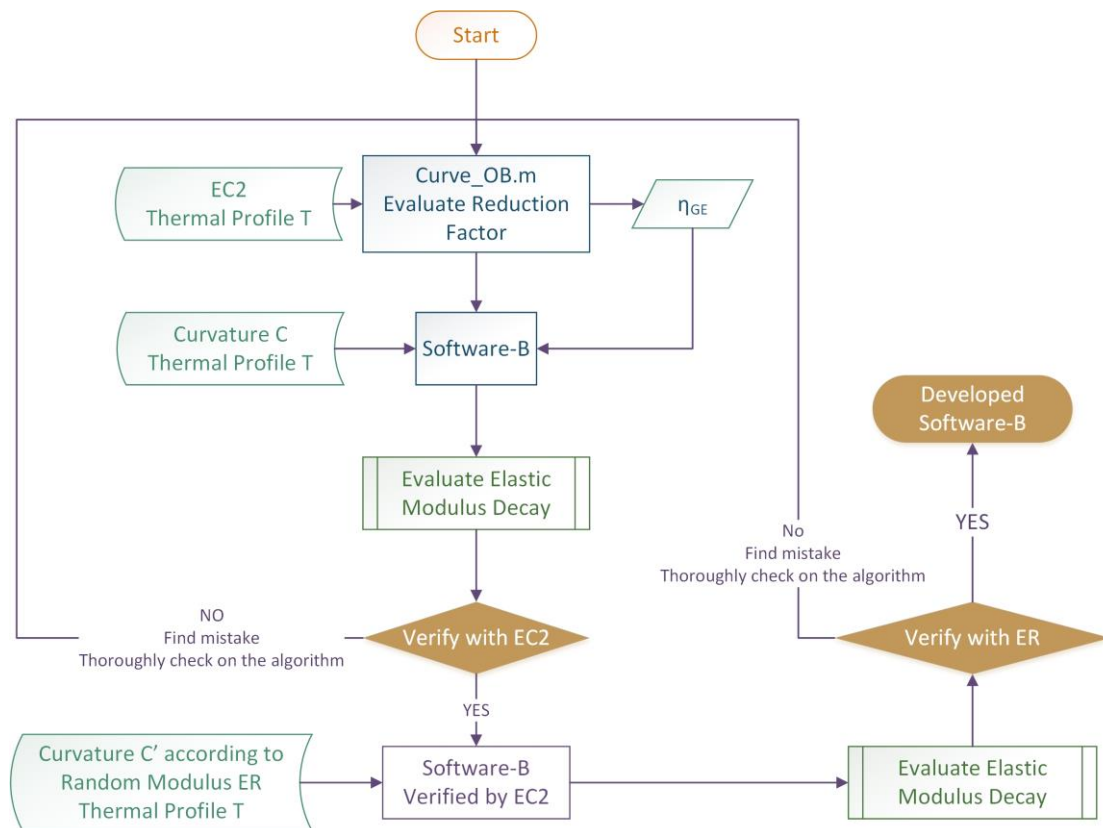 Start
EC2
Thermal Profile T
Curve_OB.m
Evaluate Reduction
Factor
η_GE
Curvature C
Thermal Profile T
Software-B
Evaluate Elastic
Modulus Decay
Developed
Software-B
YES
No
Find mistake
Thoroughly check on the algorithm
NO
Find mistake
Thoroughly check on the algorithm
Verify with EC2
Verify with ER
YES
Curvature C’ according to
Random Modulus ER
Thermal Profile T
Software-B
Verified by EC2
Evaluate Elastic
Modulus Decay